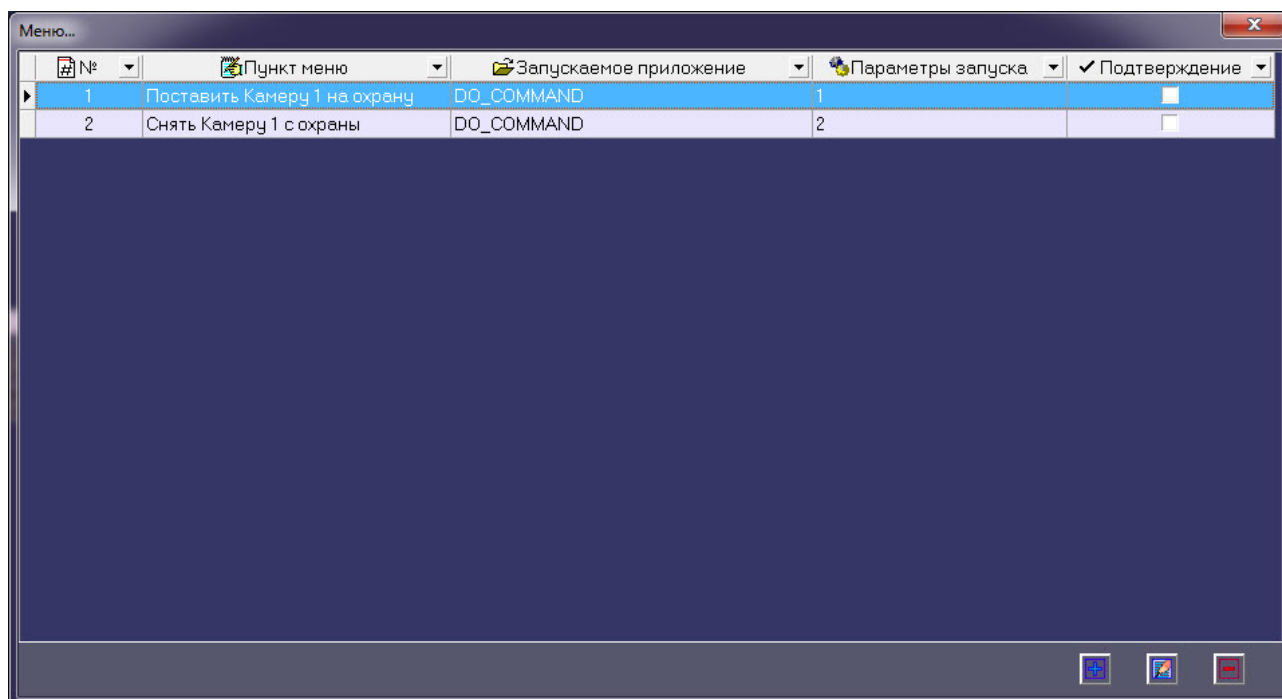 Меню...
№ Пункт меню Запускаемое приложение Параметры запуска Подтверждение
1 Поставить Камеру 1 на охрану DO_COMMAND 1
2 Снять Камеру 1 с охраны DO_COMMAND 2